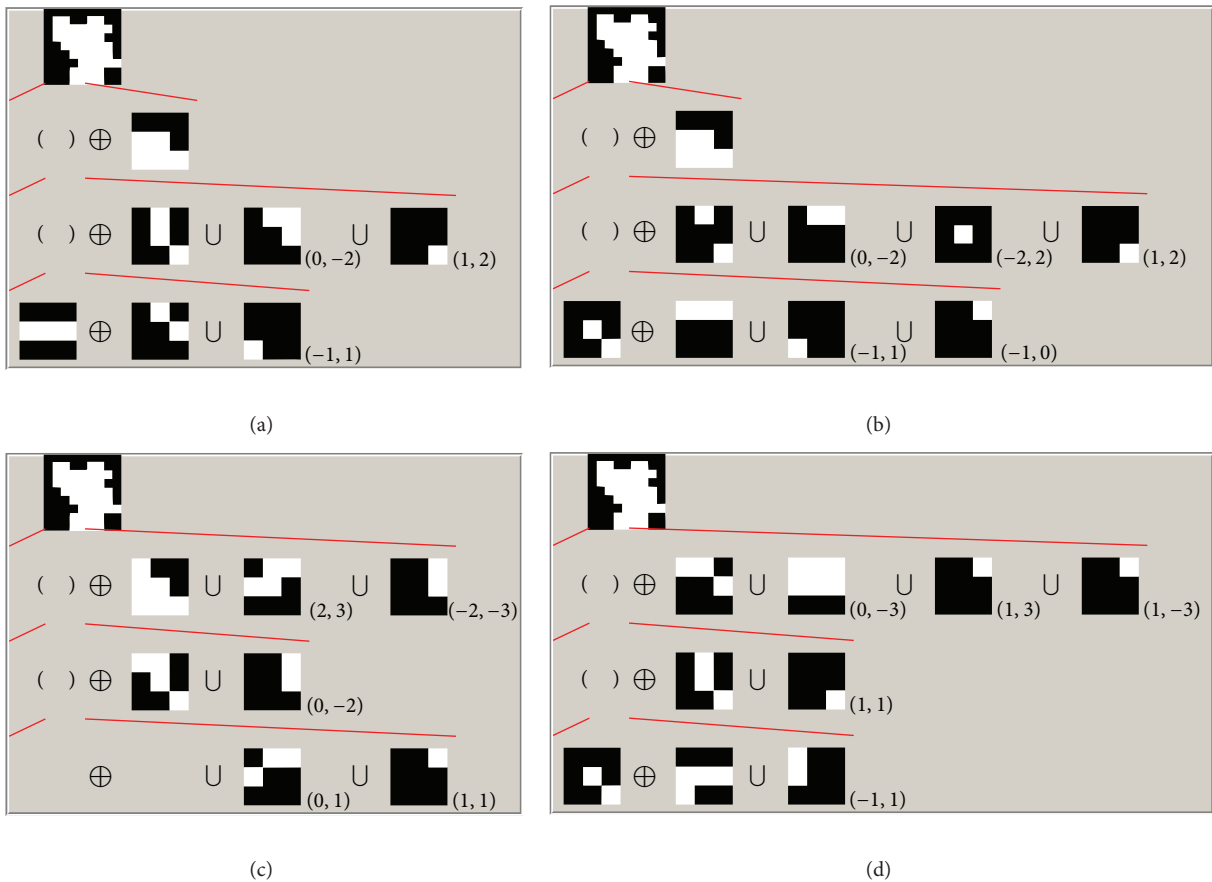 ( ) ⊕
( ) ⊕ ∪ (0, −2) ∪ (1, 2)
⊕ ∪ (−1, 1)
(a)
( ) ⊕
( ) ⊕ ∪ (0, −2) ∪ (−2, 2) ∪ (1, 2)
⊕ ∪ (−1, 1) ∪ (−1, 0)
(b)
( ) ⊕ ∪ (2, 3) ∪ (−2, −3)
( ) ⊕ ∪ (0, −2)
⊕ ∪ (0, 1) ∪ (1, 1)
(c)
( ) ⊕ ∪ (0, −3) ∪ (1, 3) ∪ (1, −3)
( ) ⊕ ∪ (1, 1)
⊕ ∪ (−1, 1)
(d)